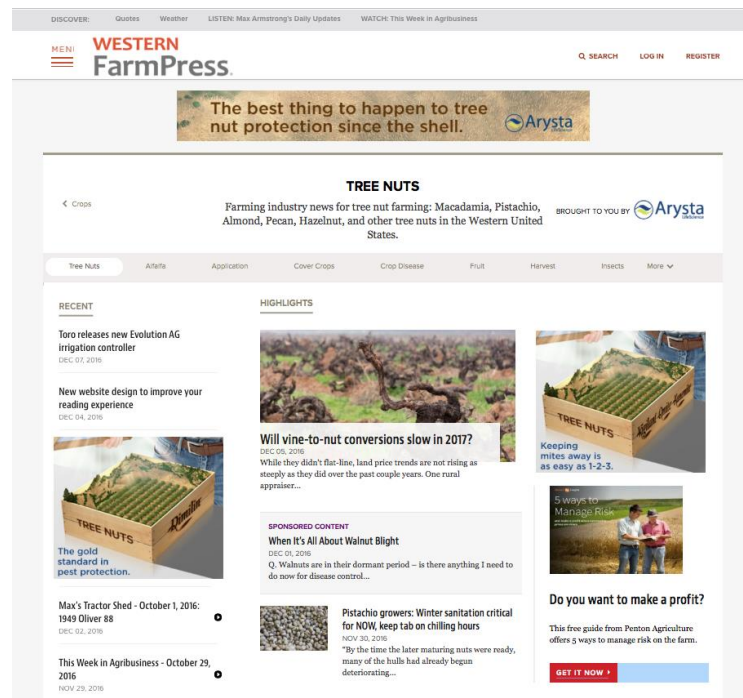 DISCOVER: Quotes Weather LISTEN: Max Armstrong's Daily Updates WATCH: This Week in Agribusiness
MENU
WESTERN
FarmPress.
SEARCH LOG IN REGISTER
The best thing to happen to tree
nut protection since the shell.
Arysta
LifeScience
TREE NUTS
Crops
Farming industry news for tree nut farming: Macadamia, Pistachio,
Almond, Pecan, Hazelnut, and other tree nuts in the Western United
States.
BROUGHT TO YOU BY Arysta
LifeScience
Tree Nuts Alfalfa Application Cover Crops Crop Disease Fruit Harvest Insects More
RECENT
Toro releases new Evolution AG
irrigation controller
DEC 07, 2016
New website design to improve your
reading experience
DEC 04, 2016
TREE NUTS
Dimilin
The gold
standard in
pest protection.
Max's Tractor Shed - October 1, 2016:
1949 Oliver 88
DEC 02, 2016
This Week in Agribusiness - October 29,
2016
NOV 29, 2016
HIGHLIGHTS
Will vine-to-nut conversions slow in 2017?
DEC 05, 2016
While they didn't flat-line, land price trends are not rising as
steeply as they did over the past couple years. One rural
appraiser...
SPONSORED CONTENT
When It's All About Walnut Blight
DEC 01, 2016
Q. Walnuts are in their dormant period – is there anything I need to
do now for disease control...
Pistachio growers: Winter sanitation critical
for NOW, keep tab on chilling hours
NOV 30, 2016
"By the time the later maturing nuts were ready,
many of the hulls had already begun
deteriorating...
TREE NUTS
Keeping
mites away is
as easy as 1-2-3.
5 ways to
Manage Risk
Do you want to make a profit?
This free guide from Penton Agriculture
offers 5 ways to manage risk on the farm.
GET IT NOW